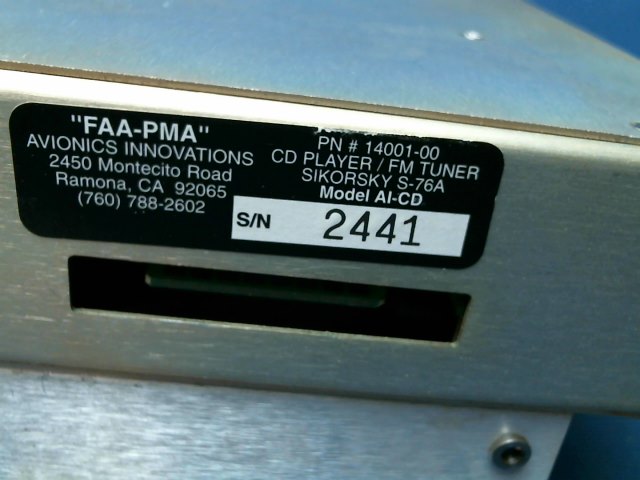 "FAA-PMA"
AVIONICS INNOVATIONS
2450 Montecito Road
Ramona, CA 92065
(760) 788-2602
PN # 14001-00
CD PLAYER / FM TUNER
SIKORSKY S-76A
Model AI-CD
S/N 2441